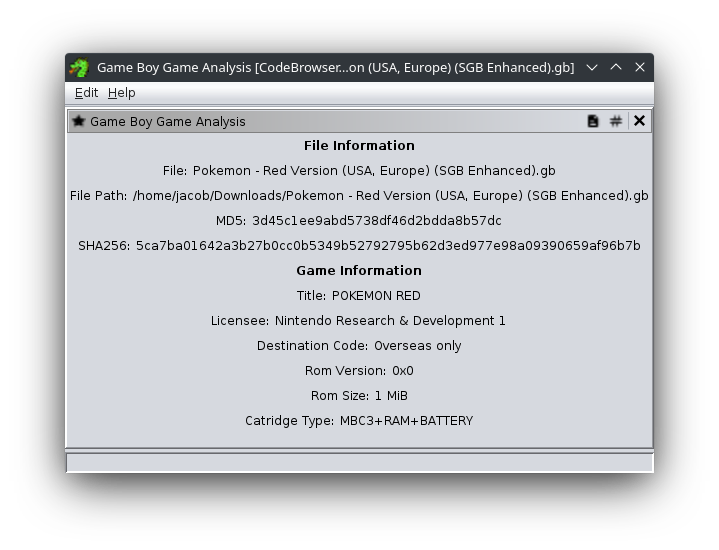 Game Boy Game Analysis [CodeBrowser...on (USA, Europe) (SGB Enhanced).gb]
Edit Help
Game Boy Game Analysis
File Information
File: Pokemon - Red Version (USA, Europe) (SGB Enhanced).gb
File Path: /home/jacob/Downloads/Pokemon - Red Version (USA, Europe) (SGB Enhanced).gb
MD5: 3d45c1ee9abd5738df46d2bdda8b57dc
SHA256: 5ca7ba01642a3b27b0cc0b5349b52792795b62d3ed977e98a09390659af96b7b
Game Information
Title: POKEMON RED
Licensee: Nintendo Research & Development 1
Destination Code: Overseas only
Rom Version: 0x0
Rom Size: 1 MiB
Catridge Type: MBC3+RAM+BATTERY